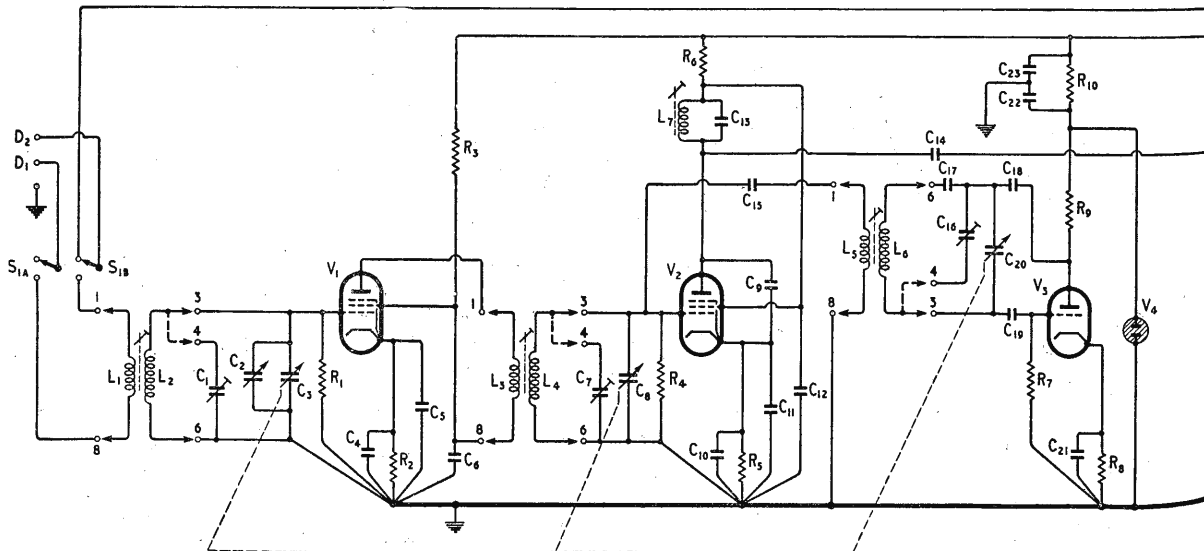 R6
C23
R10
L7
C13
C22
D2
D1
R3
C14
C17
C18
1
C15
6
C16
R9
S1A
S1B
V1
V2
C9
L5
L6
4
C20
V3
V4
1
3
1
3
8
3
C19
4
4
C2
L1
L2
C1
C3
R1
L3
L4
C7
C8
R4
C12
R7
C5
C11
8
6
C4
R2
8
C6
6
C10
R5
C21
R8